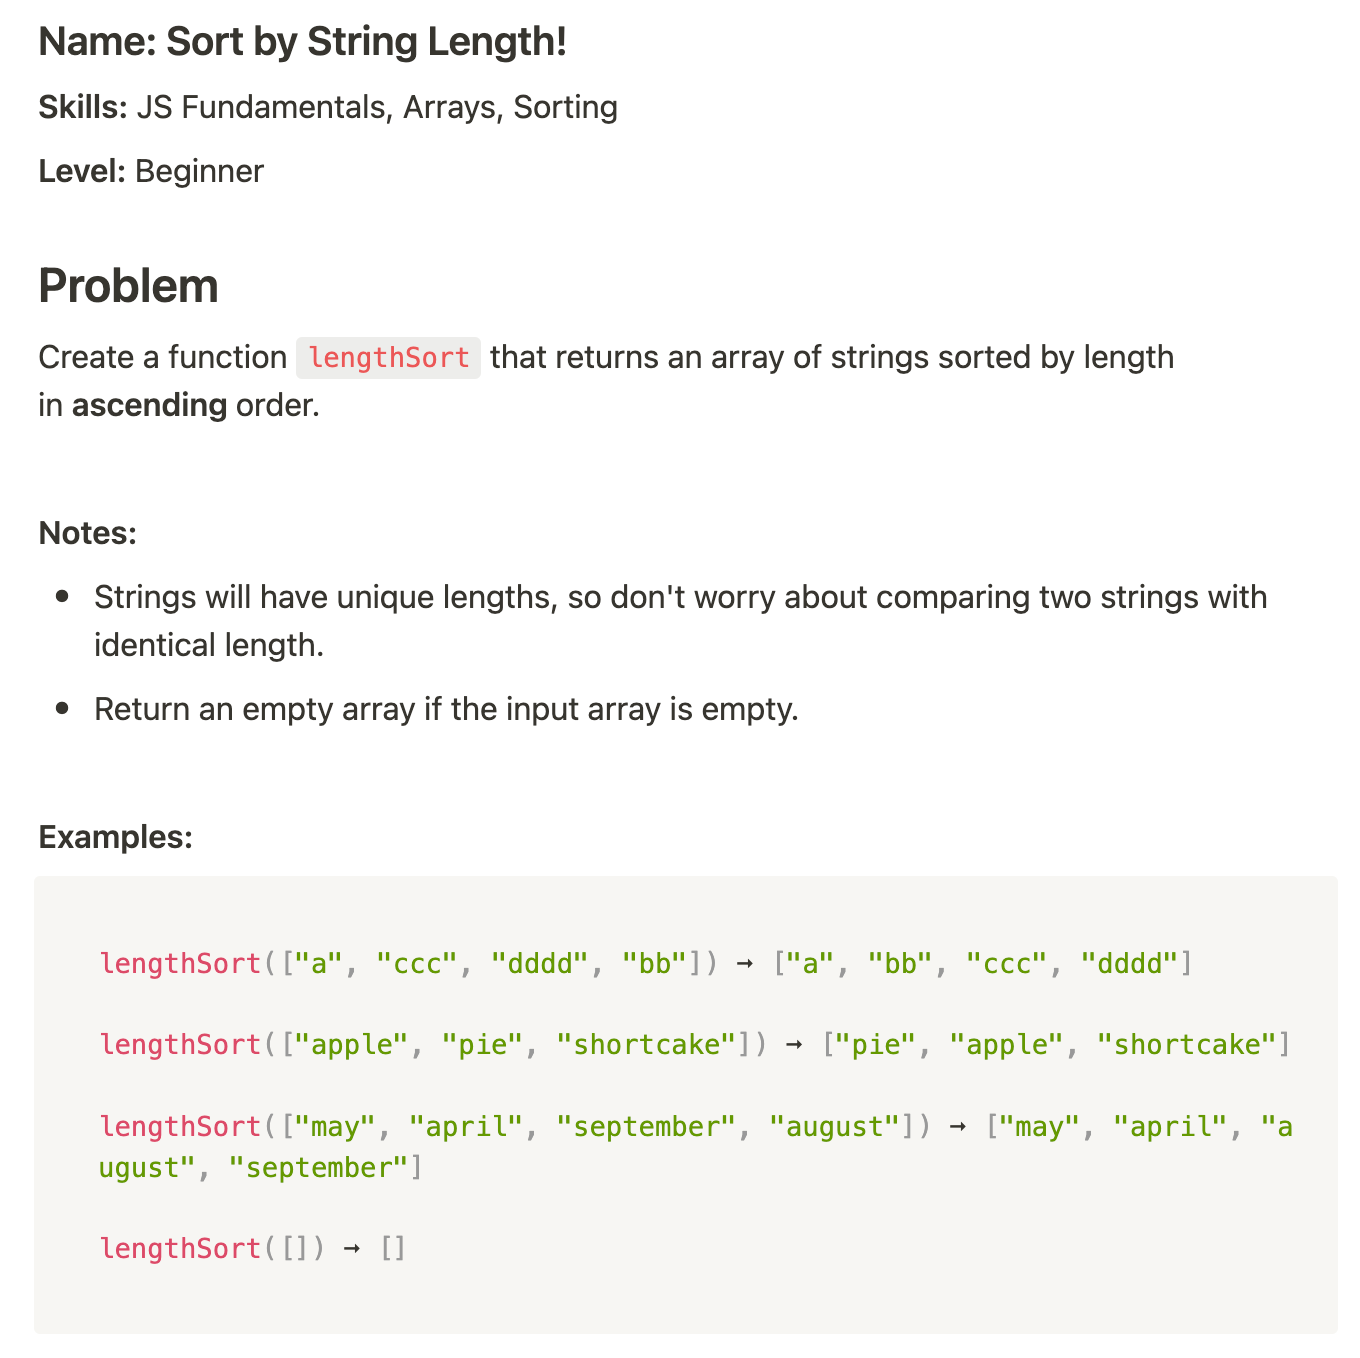 Name: Sort by String Length!
Skills: JS Fundamentals, Arrays, Sorting
Level: Beginner
Problem
Create a function lengthSort that returns an array of strings sorted by length
in ascending order.
Notes:
• Strings will have unique lengths, so don't worry about comparing two strings with
identical length.
• Return an empty array if the input array is empty.
Examples:
lengthSort(["a", "ccc", "dddd", "bb"]) → ["a", "bb", "ccc", "dddd"]
lengthSort(["apple", "pie", "shortcake"]) → ["pie", "apple", "shortcake"]
lengthSort(["may", "april", "september", "august"]) → ["may", "april", "a
ugust", "september"]
lengthSort([]) → []